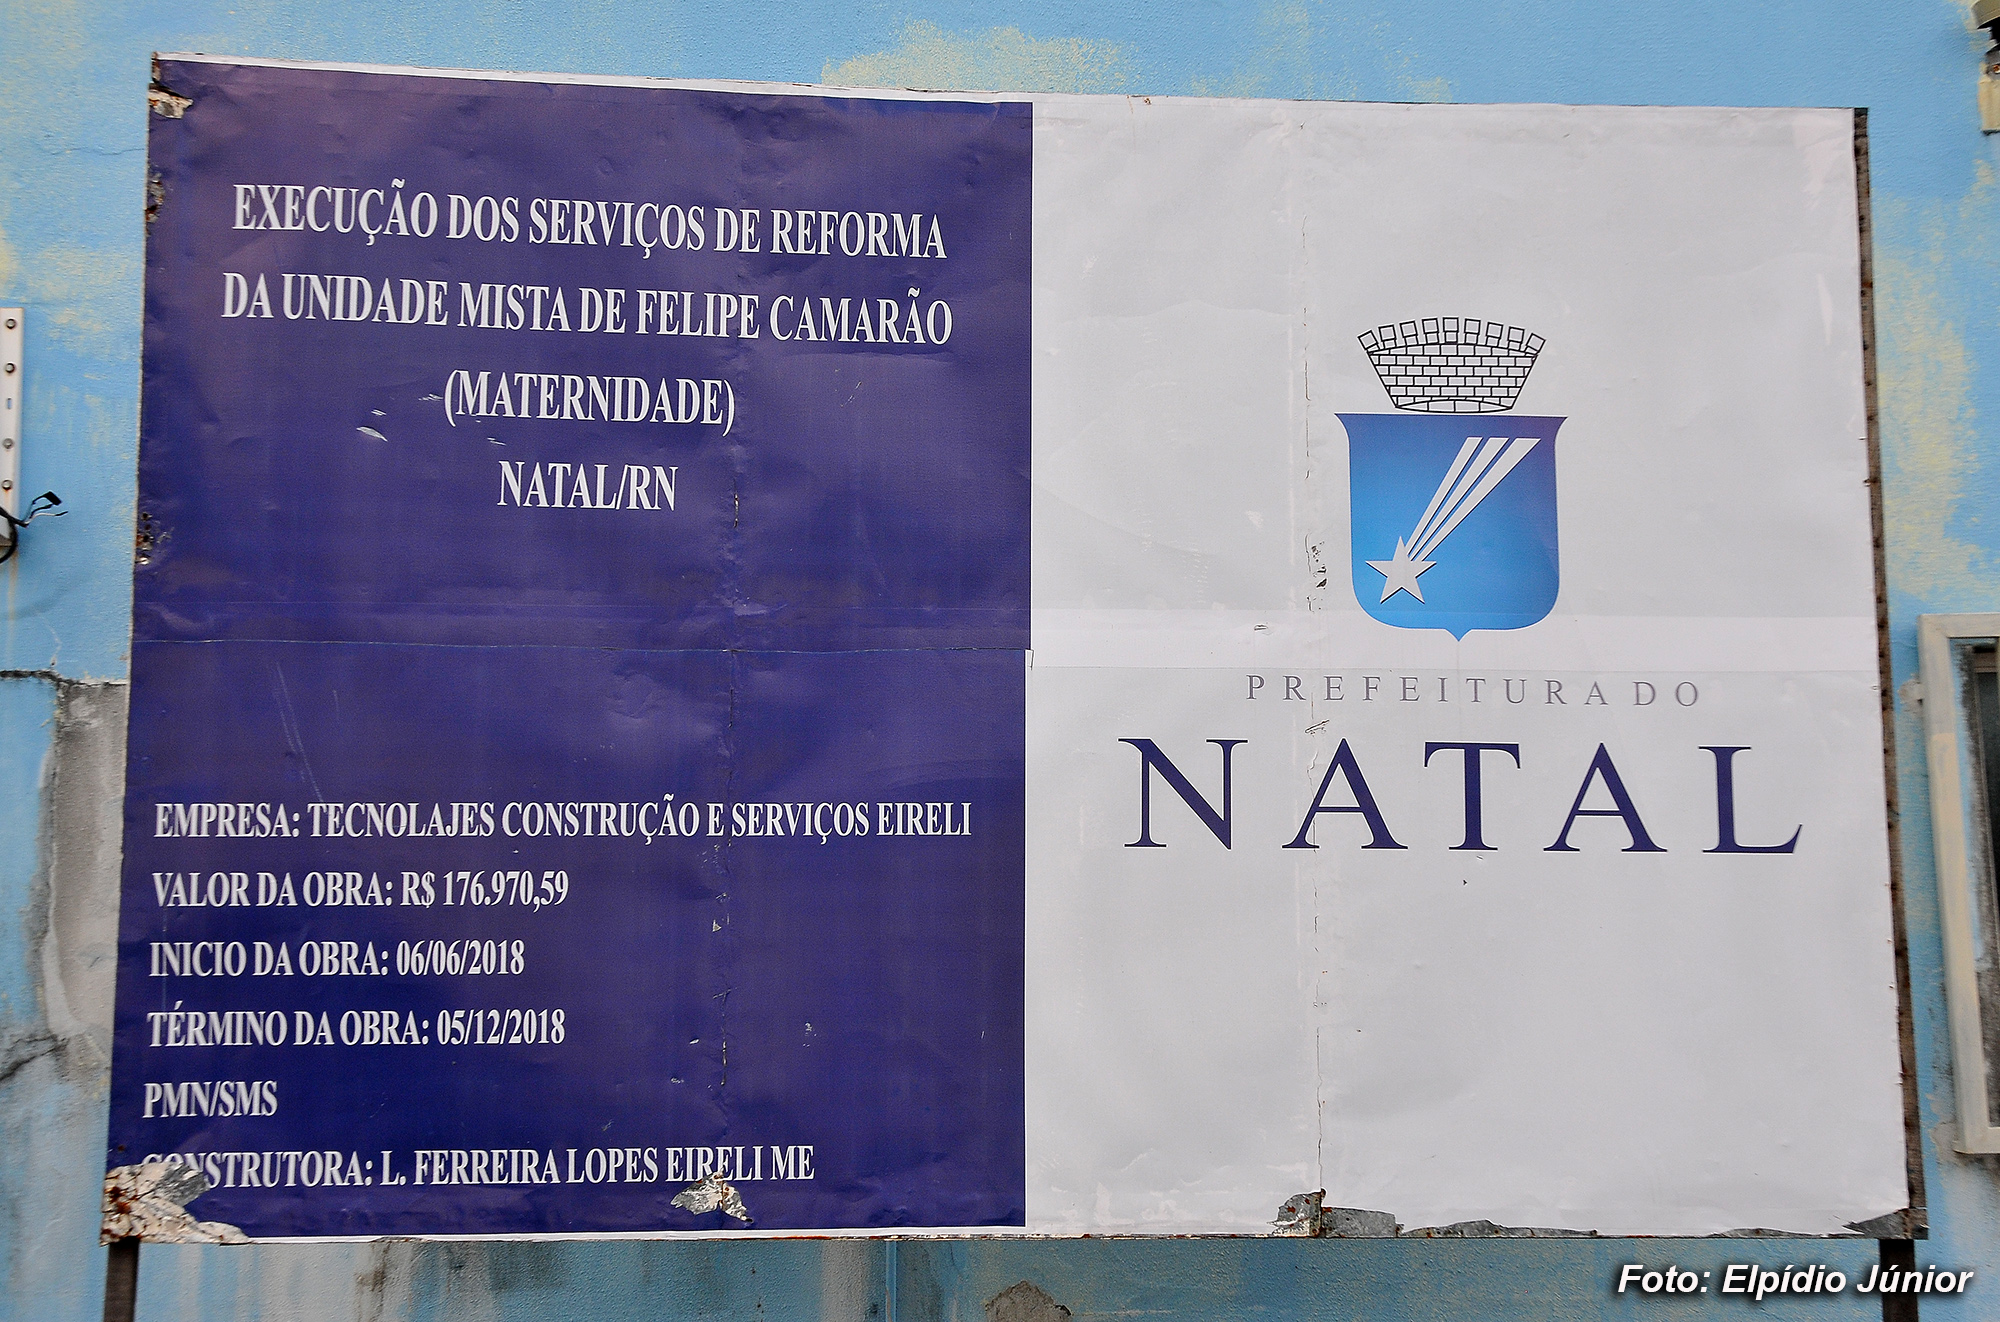 EXECUÇÃO DOS SERVIÇOS DE REFORMA
DA UNIDADE MISTA DE FELIPE CAMARÃO
(MATERNIDADE)
NATAL/RN
EMPRESA: TECNOLAJES CONSTRUÇÃO E SERVIÇOS EIRELI
VALOR DA OBRA: R$ 176.970,59
INICIO DA OBRA: 06/06/2018
TÉRMINO DA OBRA: 05/12/2018
PMN/SMS
CONSTRUTORA: L. FERREIRA LOPES EIRELI ME
PREFEITURA DO
NATAL
Foto: Elpídio Júnior